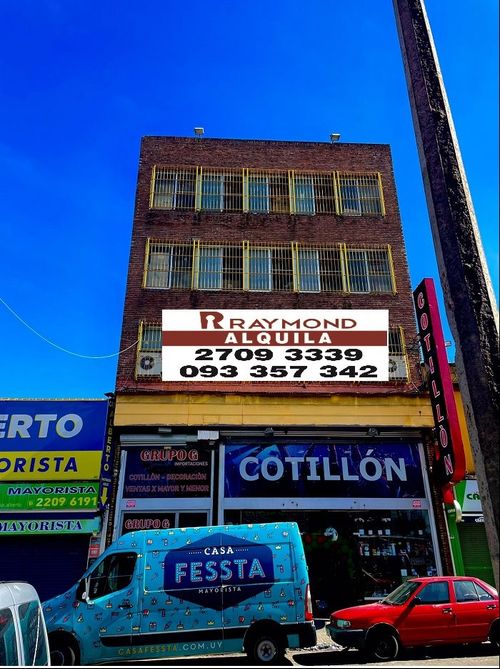 RAYMOND
ALQUILA
2709 3339
093 357 342
COTILLÓN
ERTO
ORISTA
MAYORISTA
2209 6191
MAYORISTA
GRUPO G
IMPORTACIONES
COTILLÓN - DECORACIÓN
VENTAS X MAYOR Y MENOR
GRUPO G
COTILLÓN
CASA
FESSTA
MAYORISTA
CASAFESSTA.COM.UY